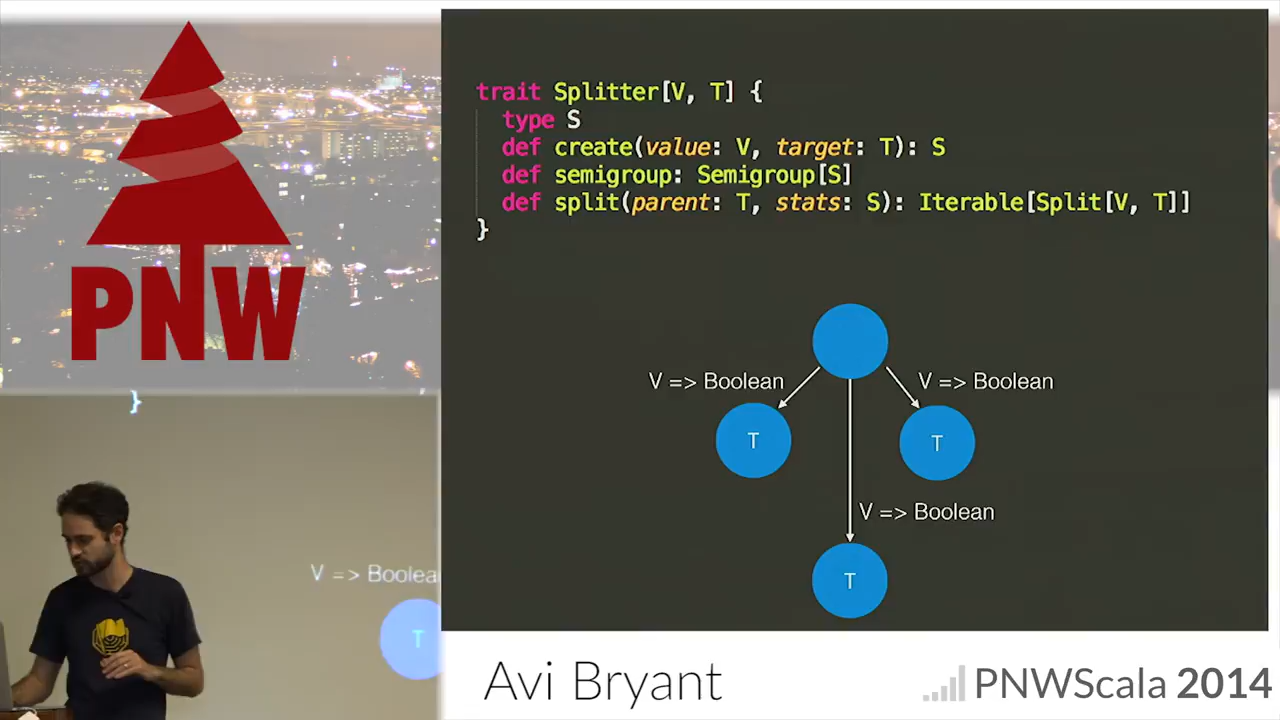 PNW
trait Splitter[V, T] {
type S
def create(value: V, target: T): S
def semigroup: Semigroup[S]
def split(parent: T, stats: S): Iterable[Split[V, T]]
}
V => Boolean
V => Boolean
T
T
V => Boolean
T
}
V => Boolea
T
Avi Bryant
PNWScala 2014